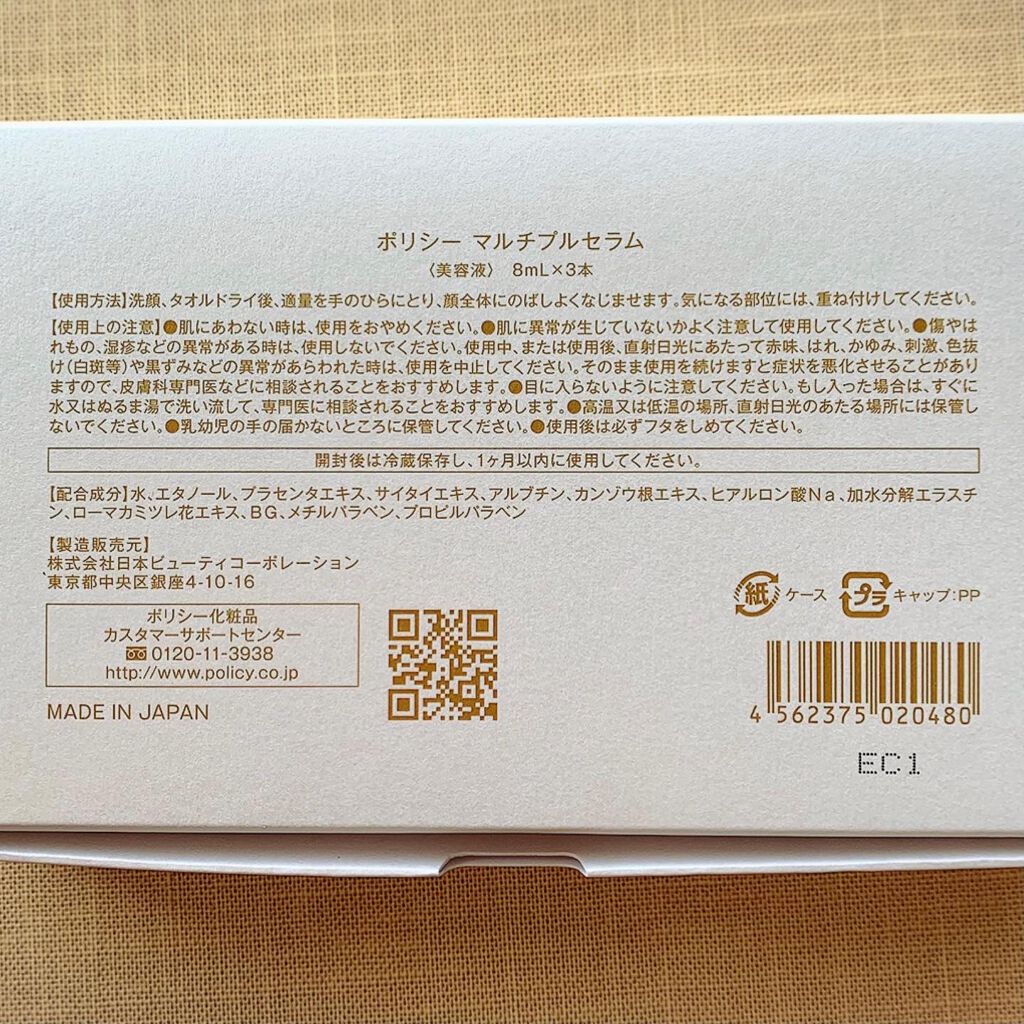 ポリシー マルチプルセラム
〈美容液〉 8mL×3本
【使用方法】洗顔、タオルドライ後、適量を手のひらにとり、顔全体にのばしよくなじませます。気になる部位には、重ね付けしてください。
【使用上の注意】●肌にあわない時は、使用をおやめください。●肌に異常が生じていないかよく注意して使用してください。●傷やは
れもの、湿疹などの異常がある時は、使用しないでください。使用中、または使用後、直射日光にあたって赤味、はれ、かゆみ、刺激、色抜
け(白斑等)や黒ずみなどの異常があらわれた時は、使用を中止してください。そのまま使用を続けますと症状を悪化させることがあり
ますので、皮膚科専門医などに相談されることをおすすめします。●目に入らないように注意してください。もし入った場合は、すぐに
水又はぬるま湯で洗い流して、専門医に相談されることをおすすめします。●高温又は低温の場所、直射日光のあたる場所には保管し
ないでください。●乳幼児の手の届かないところに保管してください。●使用後は必ずフタをしめてください。
開封後は冷蔵保存し、1ヶ月以内に使用してください。
【配合成分】水、エタノール、プラセンタエキス、サイタイエキス、アルブチン、カンゾウ根エキス、ヒアルロン酸Na、加水分解エラスチ
ン、ローマカミツレ花エキス、BG、メチルパラベン、プロピルパラベン
【製造販売元】
株式会社日本ビューティコーポレーション
東京都中央区銀座4-10-16
紙 ケース プラ キャップ:PP
ポリシー化粧品
カスタマーサポートセンター
0120-11-3938
http://www.policy.co.jp
MADE IN JAPAN
4 562375 020480
EC1